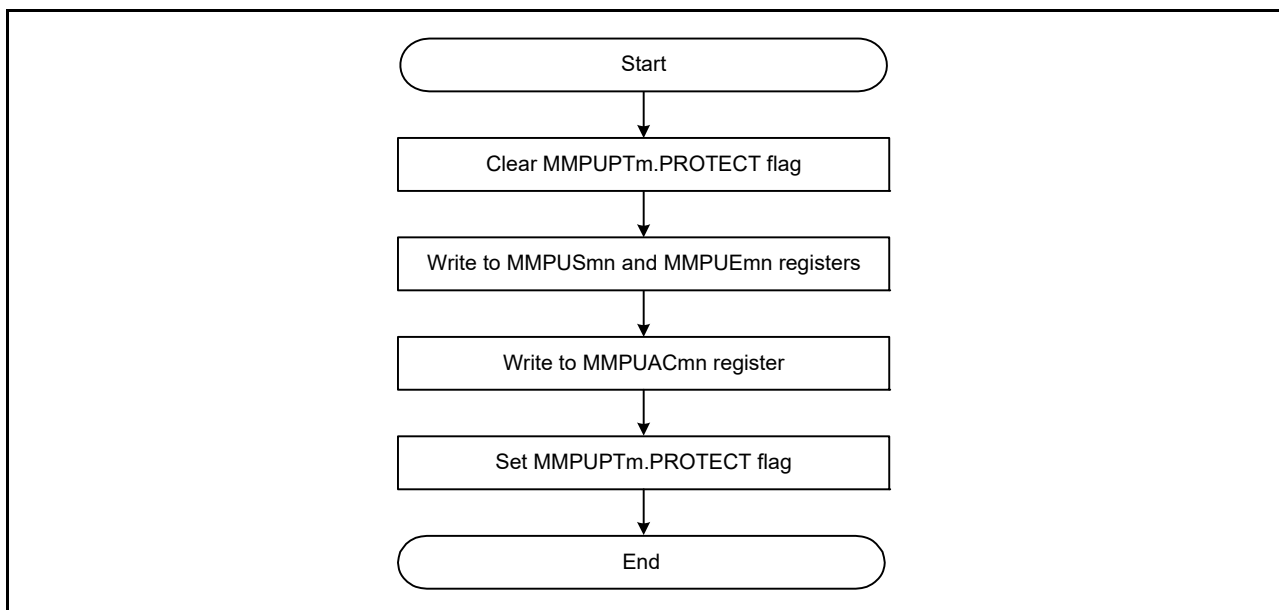 Start
Clear MMPUPTm.PROTECT flag
Write to MMPUSmn and MMPUEmn registers
Write to MMPUACmn register
Set MMPUPTm.PROTECT flag
End